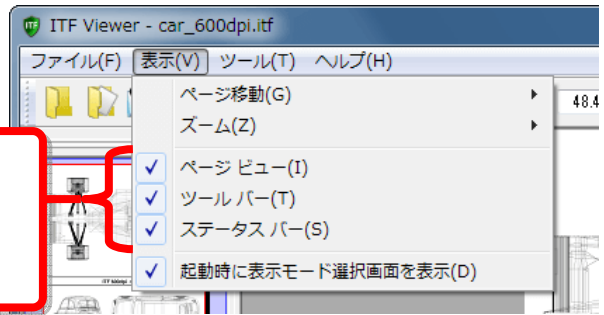 ITF Viewer - car_600dpi.itf
ファイル(F) 表示(V) ツール(T) ヘルプ(H)
ページ移動(G)
48.4
ズーム(Z)
ページ ビュー(I)
ツール バー(T)
ステータス バー(S)
起動時に表示モード選択画面を表示(D)